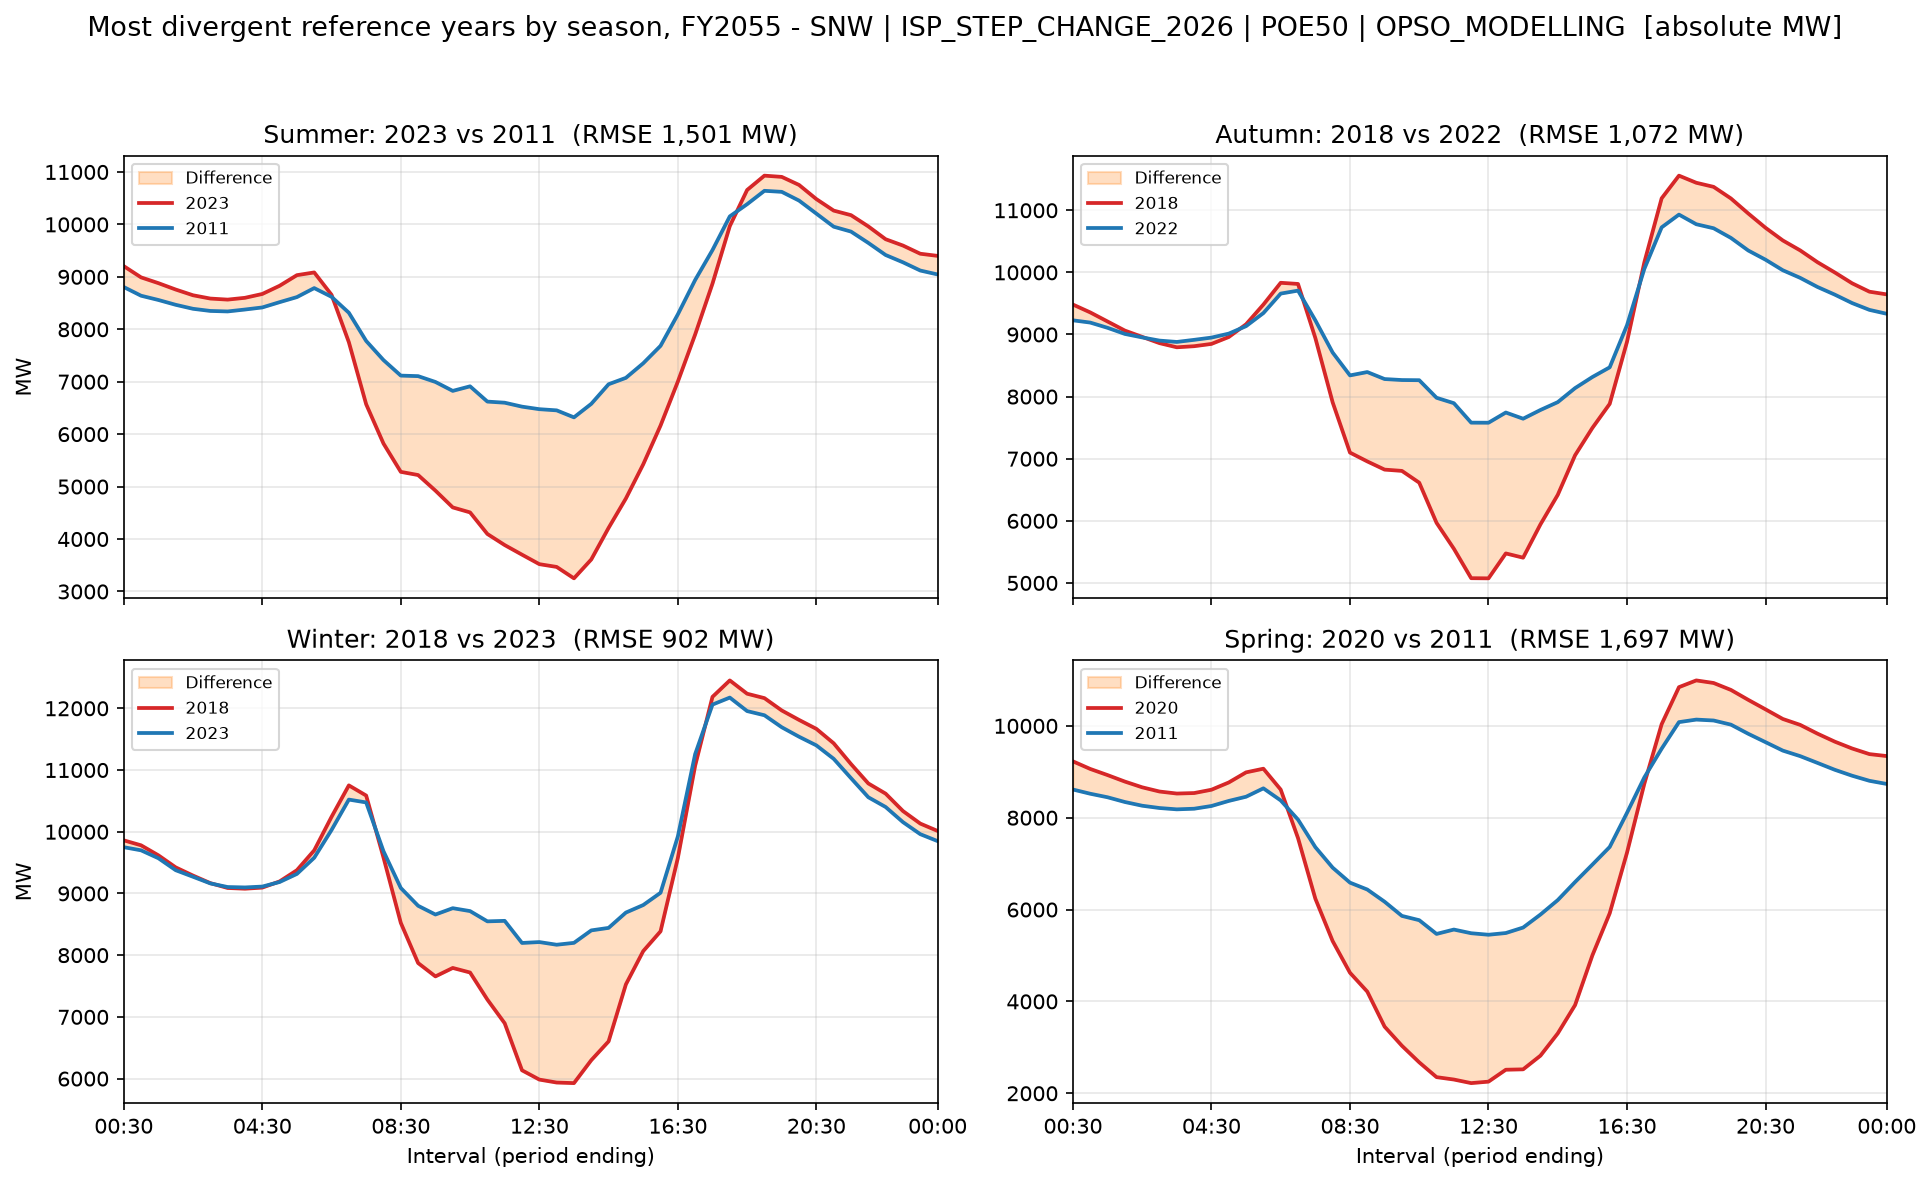 Most divergent reference years by season, FY2055 - SNW | ISP_STEP_CHANGE_2026 | POE50 | OPSO_MODELLING  [absolute MW]
Summer: 2023 vs 2011  (RMSE 1,501 MW)
Difference
2023
2011
11000
10000
9000
8000
7000
6000
5000
4000
3000
MW
Autumn: 2018 vs 2022  (RMSE 1,072 MW)
Difference
2018
2022
11000
10000
9000
8000
7000
6000
5000
Winter: 2018 vs 2023  (RMSE 902 MW)
Difference
2018
2023
12000
11000
10000
9000
8000
7000
6000
MW
00:30 04:30 08:30 12:30 16:30 20:30 00:00
Interval (period ending)
Spring: 2020 vs 2011  (RMSE 1,697 MW)
Difference
2020
2011
10000
8000
6000
4000
2000
00:30 04:30 08:30 12:30 16:30 20:30 00:00
Interval (period ending)